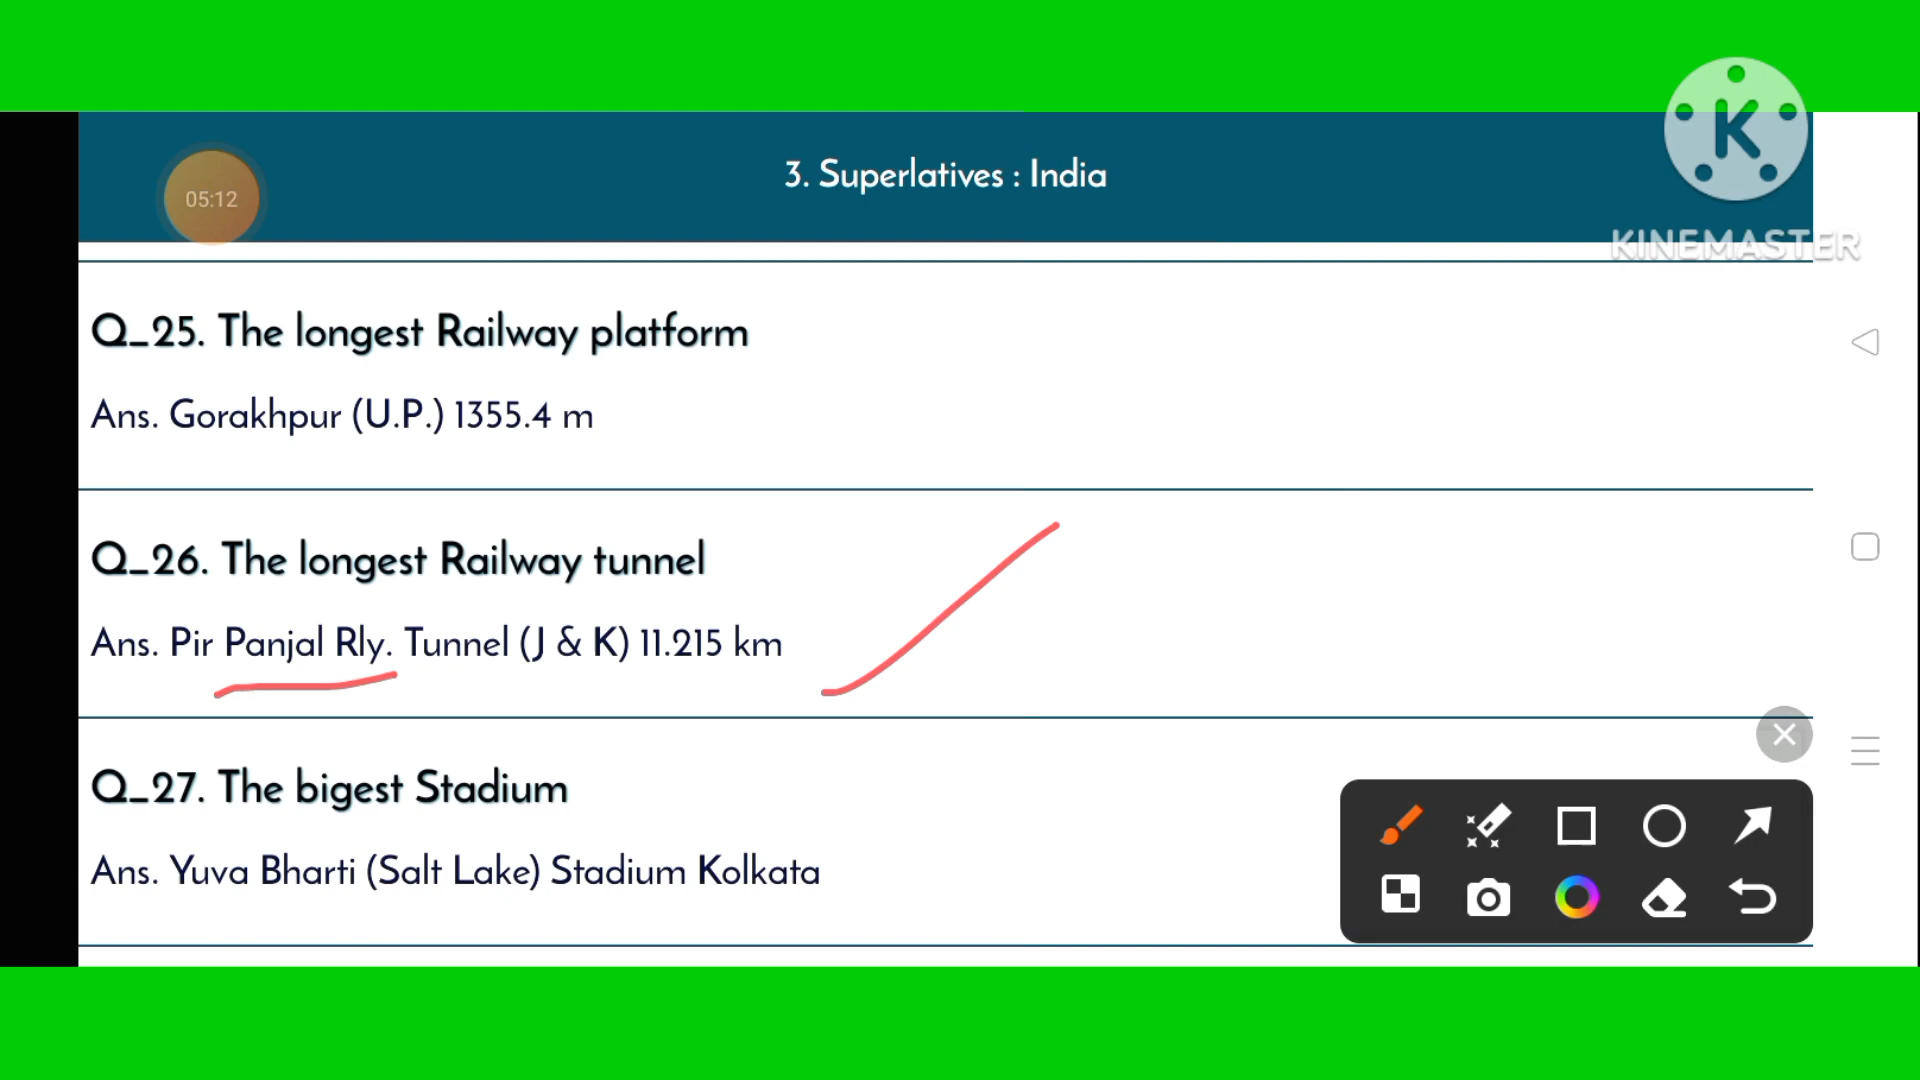 3. Superlatives : India
05:12
K
KINEMASTER
Q_25. The longest Railway platform
Ans. Gorakhpur (U.P.) 1355.4 m
Q_26. The longest Railway tunnel
Ans. Pir Panjal Rly. Tunnel (J & K) 11.215 km
Q_27. The bigest Stadium
Ans. Yuva Bharti (Salt Lake) Stadium Kolkata